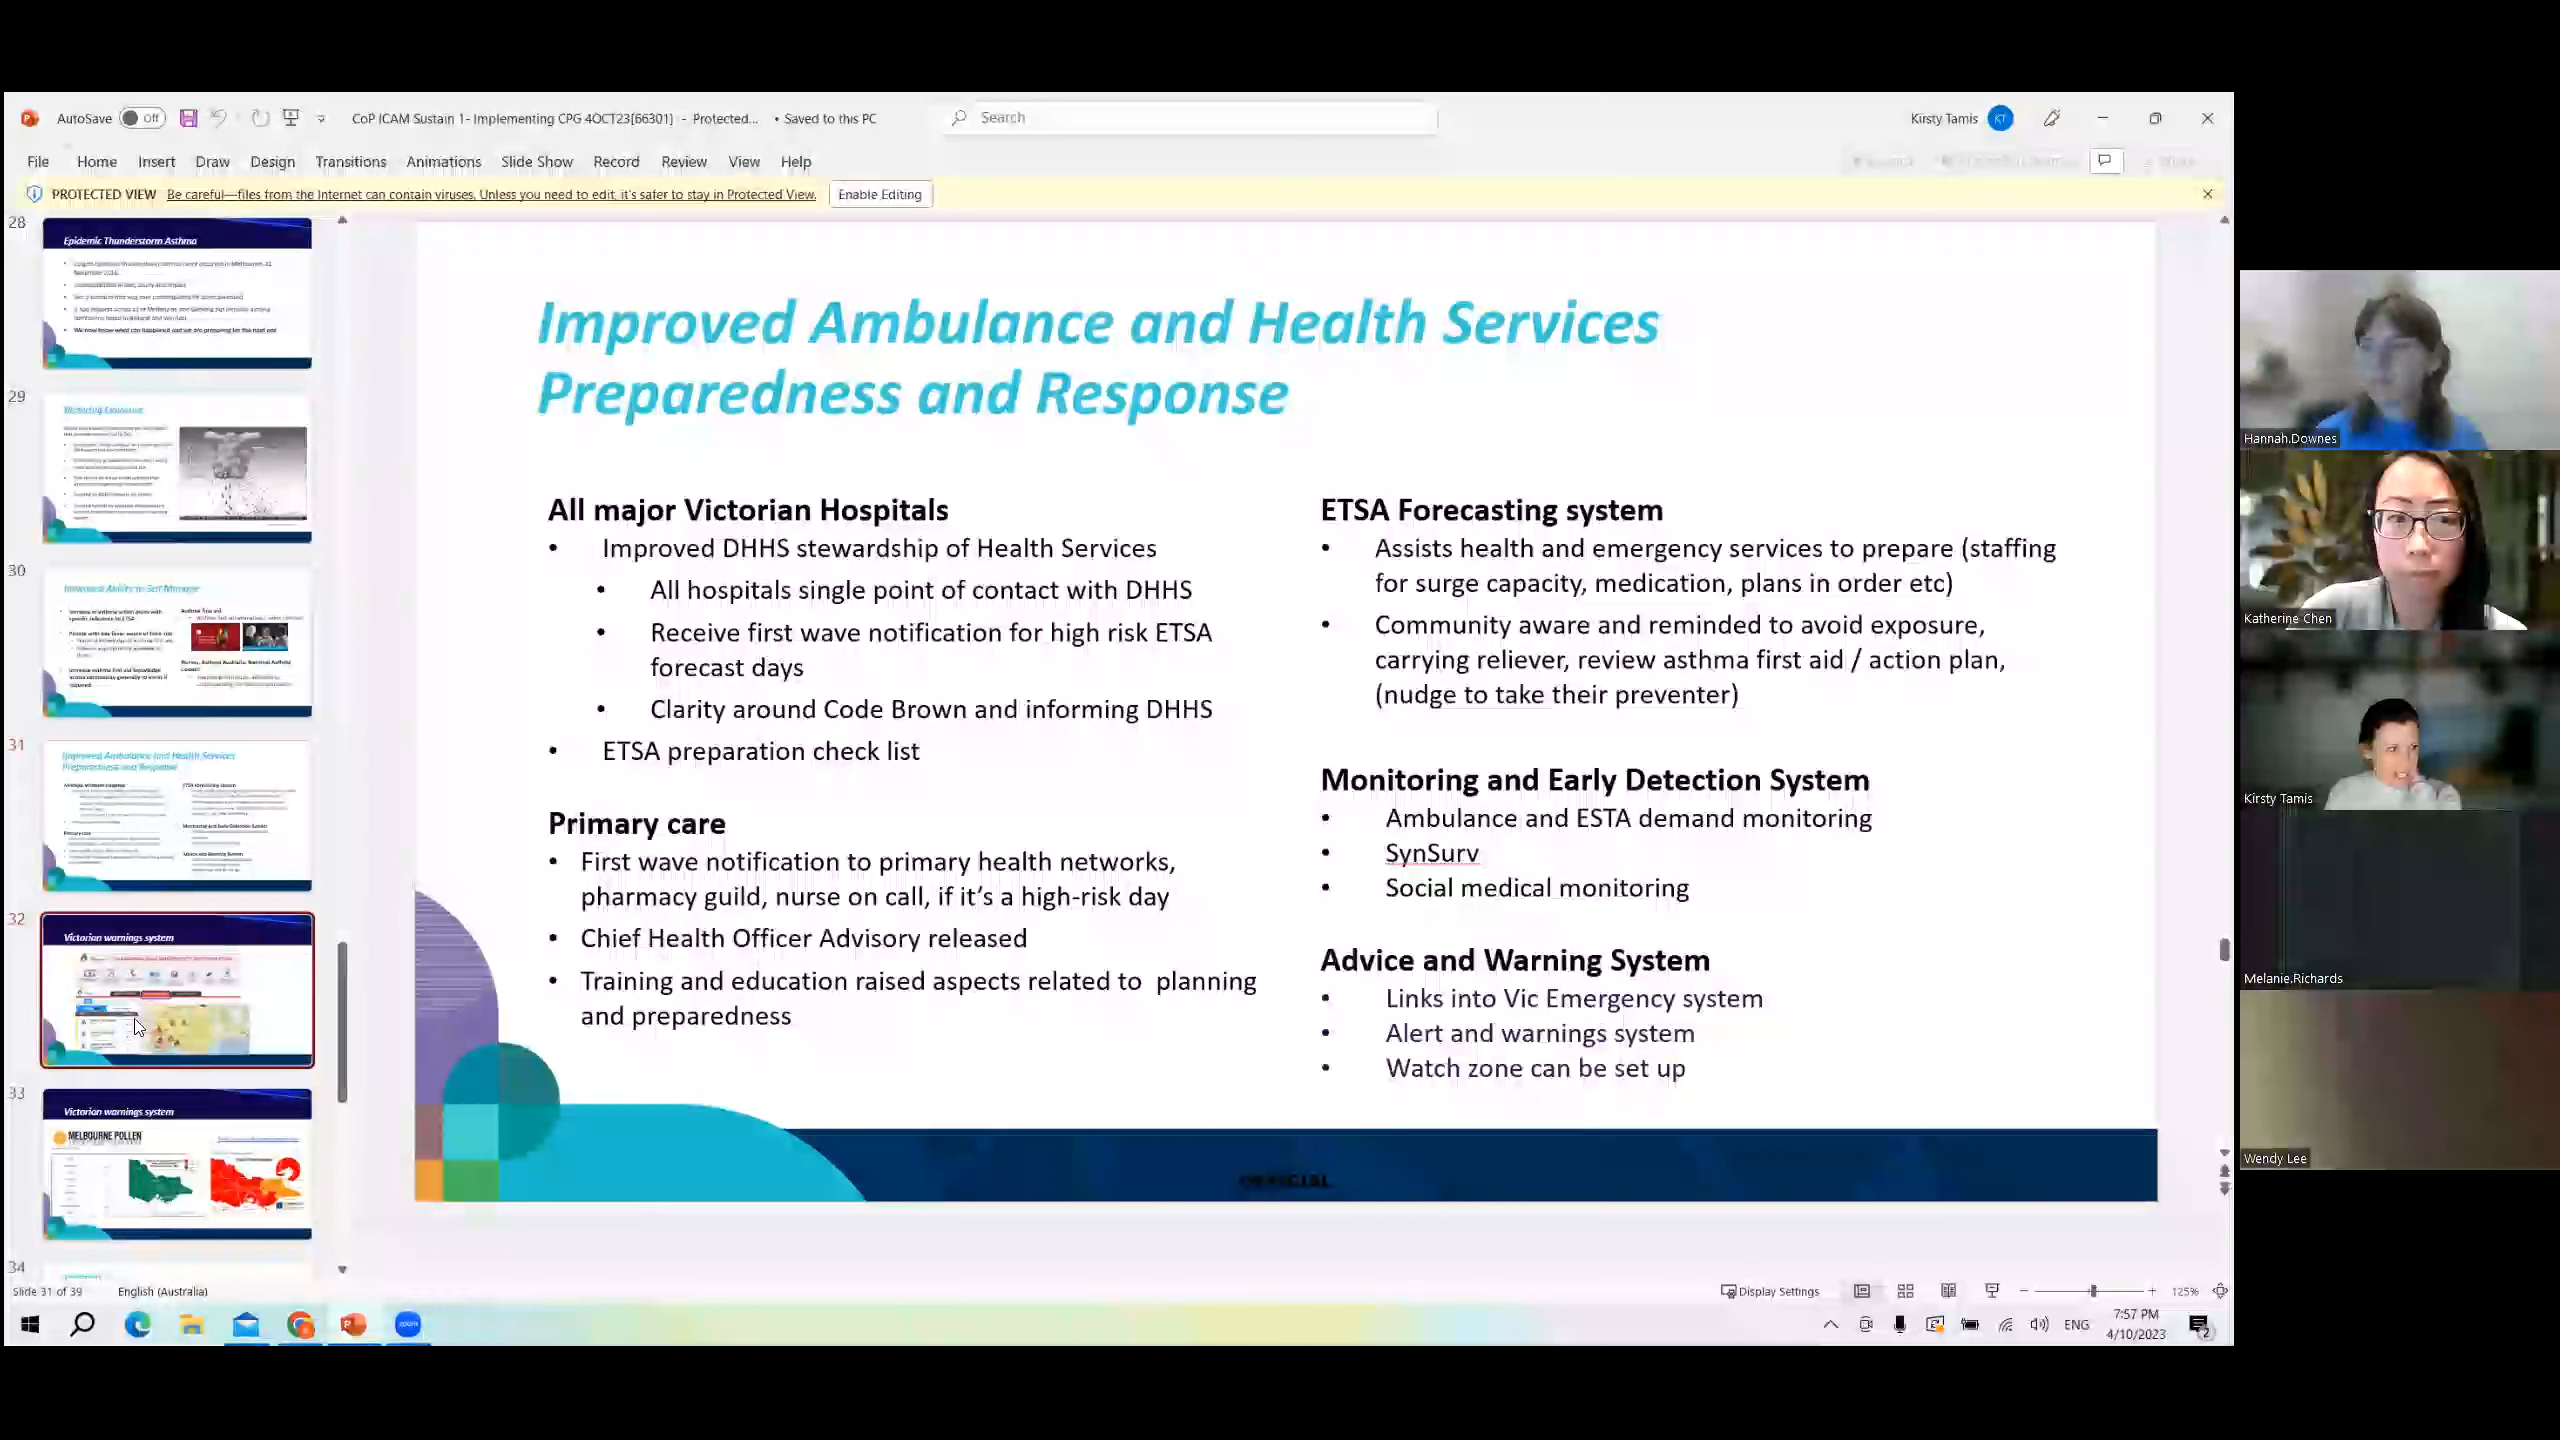 AutoSave Off CoP ICAM Sustain 1- Implementing CPG 4OCT23[66301] - Protected... • Saved to this PC Search Kirsty Tamis KT
File Home Insert Draw Design Transitions Animations Slide Show Record Review View Help
PROTECTED VIEW Be careful—files from the Internet can contain viruses. Unless you need to edit, it's safer to stay in Protected View. Enable Editing
28
Epidemic Thunderstorm Asthma
29
30
31
Improved Ambulance and Health Services
Preparedness and Response
32
Victorian warnings system
33
Victorian warnings system
MELBOURNE POLLEN
34
Improved Ambulance and Health Services
Preparedness and Response
All major Victorian Hospitals
• Improved DHHS stewardship of Health Services
• All hospitals single point of contact with DHHS
• Receive first wave notification for high risk ETSA
forecast days
• Clarity around Code Brown and informing DHHS
• ETSA preparation check list
Primary care
• First wave notification to primary health networks,
pharmacy guild, nurse on call, if it's a high-risk day
• Chief Health Officer Advisory released
• Training and education raised aspects related to planning
and preparedness
ETSA Forecasting system
• Assists health and emergency services to prepare (staffing
for surge capacity, medication, plans in order etc)
• Community aware and reminded to avoid exposure,
carrying reliever, review asthma first aid / action plan,
(nudge to take their preventer)
Monitoring and Early Detection System
• Ambulance and ESTA demand monitoring
• SynSurv
• Social medical monitoring
Advice and Warning System
• Links into Vic Emergency system
• Alert and warnings system
• Watch zone can be set up
OFFICIAL
Hannah.Downes
Katherine Chen
Kirsty Tamis
Melanie.Richards
Wendy Lee
Slide 31 of 39 English (Australia) Display Settings 125%
zoom ENG 7:57 PM
4/10/2023 2